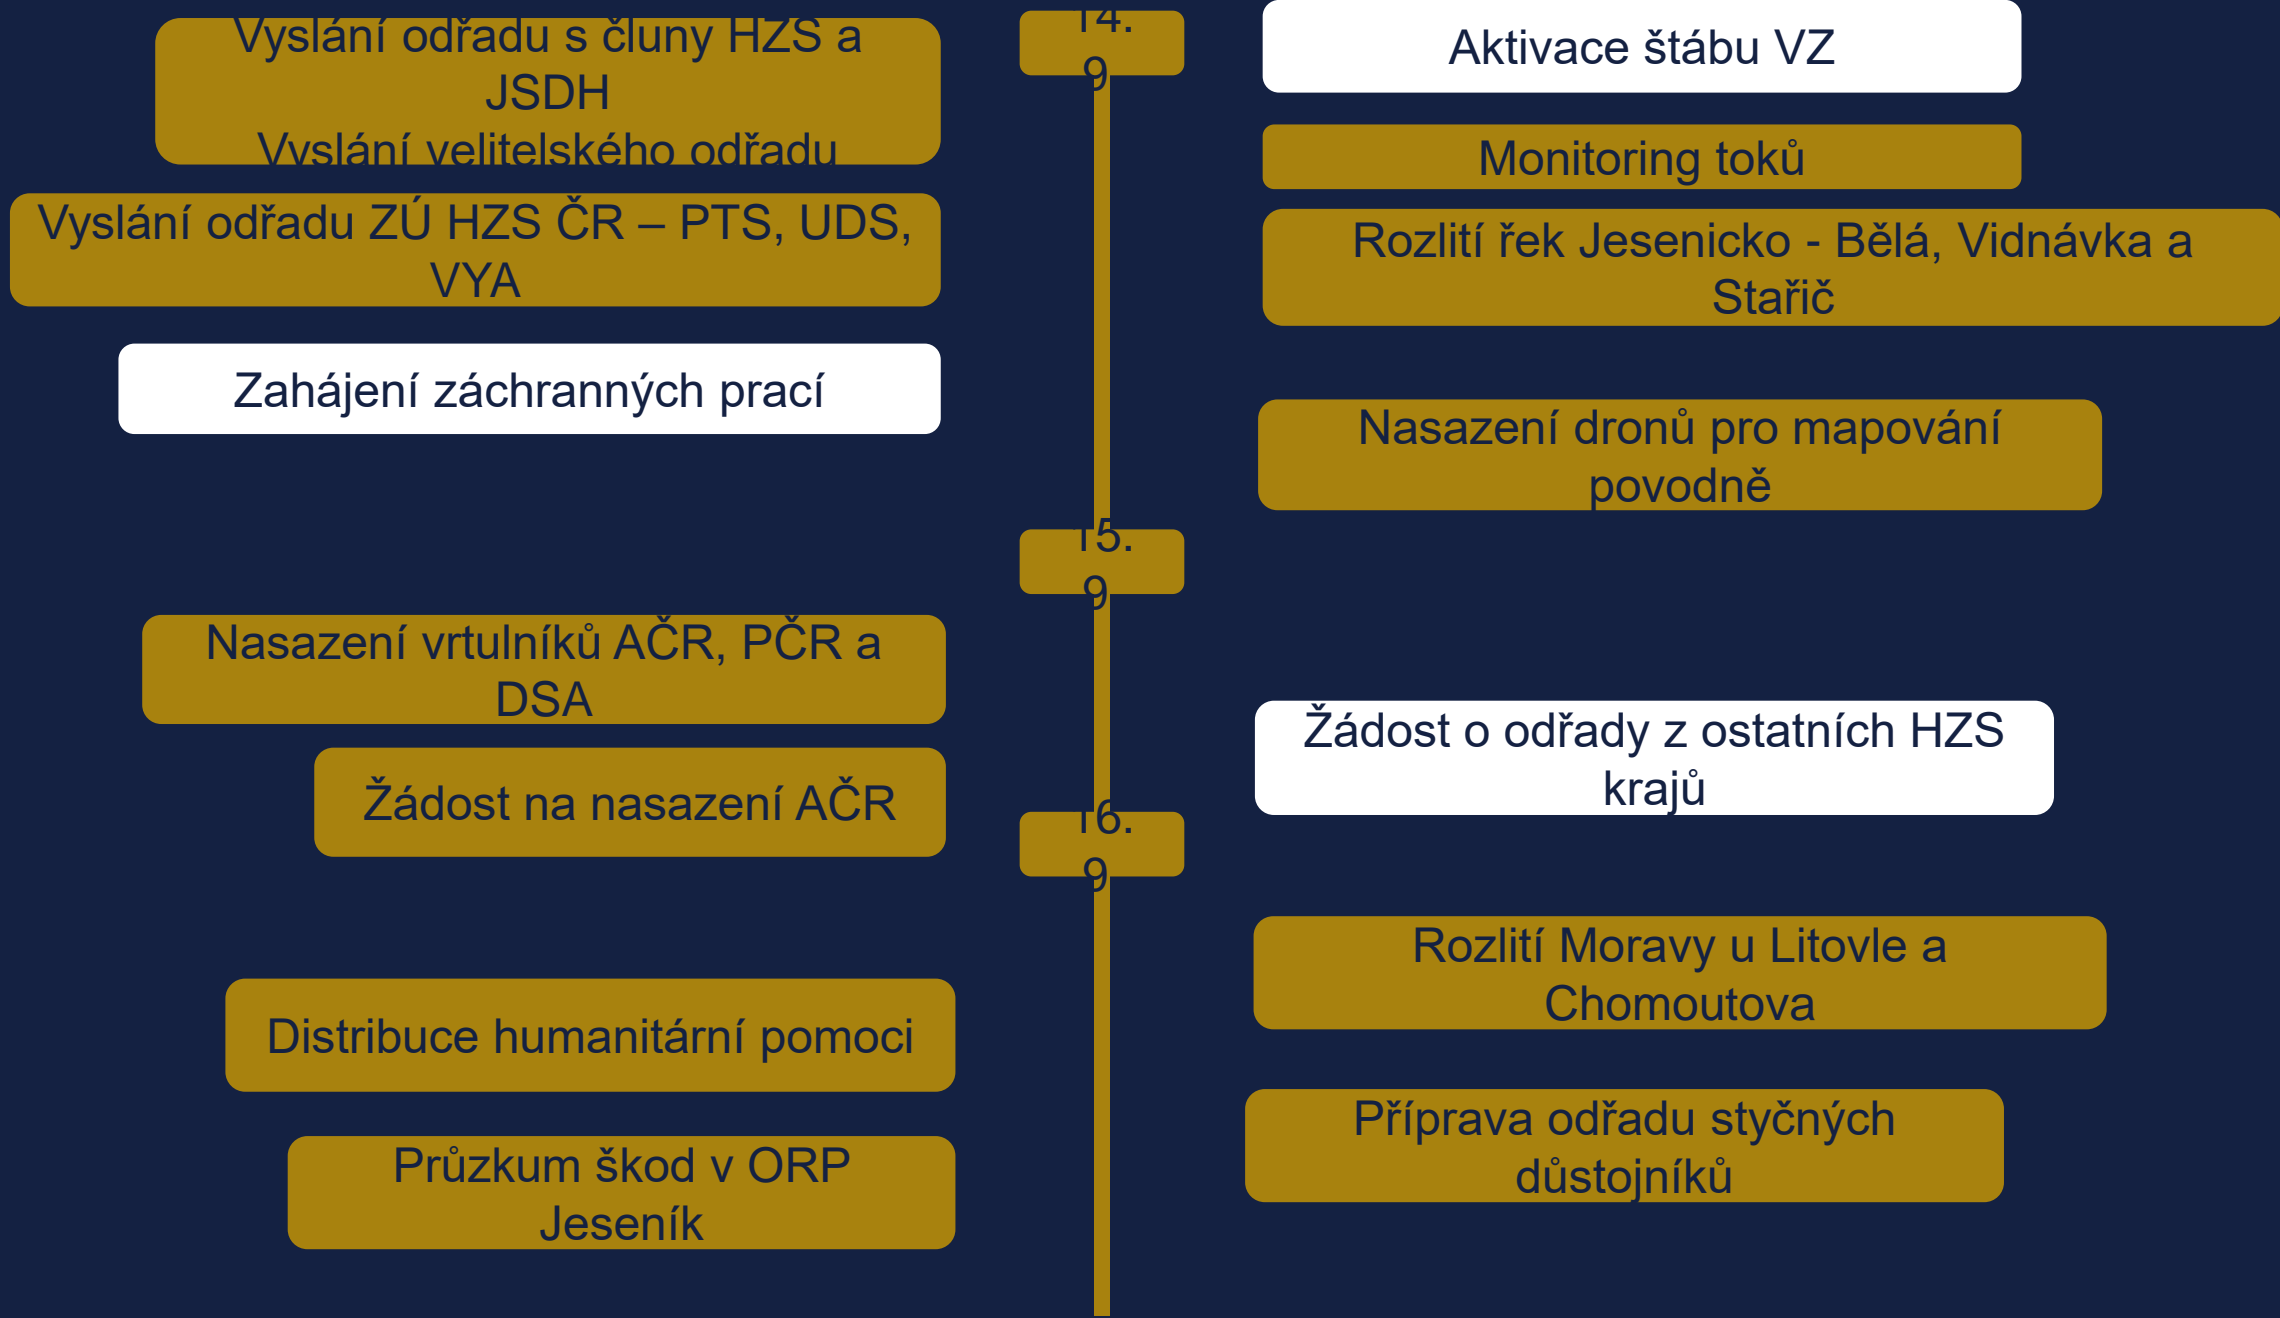 Vyslání odřadu s čluny HZS a
JSDH
Vyslání velitelského odřadu
Vyslání odřadu ZÚ HZS ČR – PTS, UDS,
VYA
Zahájení záchranných prací
14.
9
Aktivace štábu VZ
Monitoring toků
Rozlití řek Jesenicko - Bělá, Vidnávka a
Stařič
Nasazení dronů pro mapování
povodně
15.
9
Nasazení vrtulníků AČR, PČR a
DSA
Žádost na nasazení AČR
Žádost o odřady z ostatních HZS
krajů
16.
9
Distribuce humanitární pomoci
Průzkum škod v ORP
Jeseník
Rozlití Moravy u Litovle a
Chomoutova
Příprava odřadu styčných
důstojníků